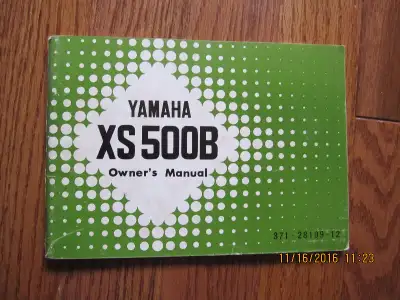 YAMAHA
XS500B
Owner's Manual
371-28199-12
11/16/2016 11:23